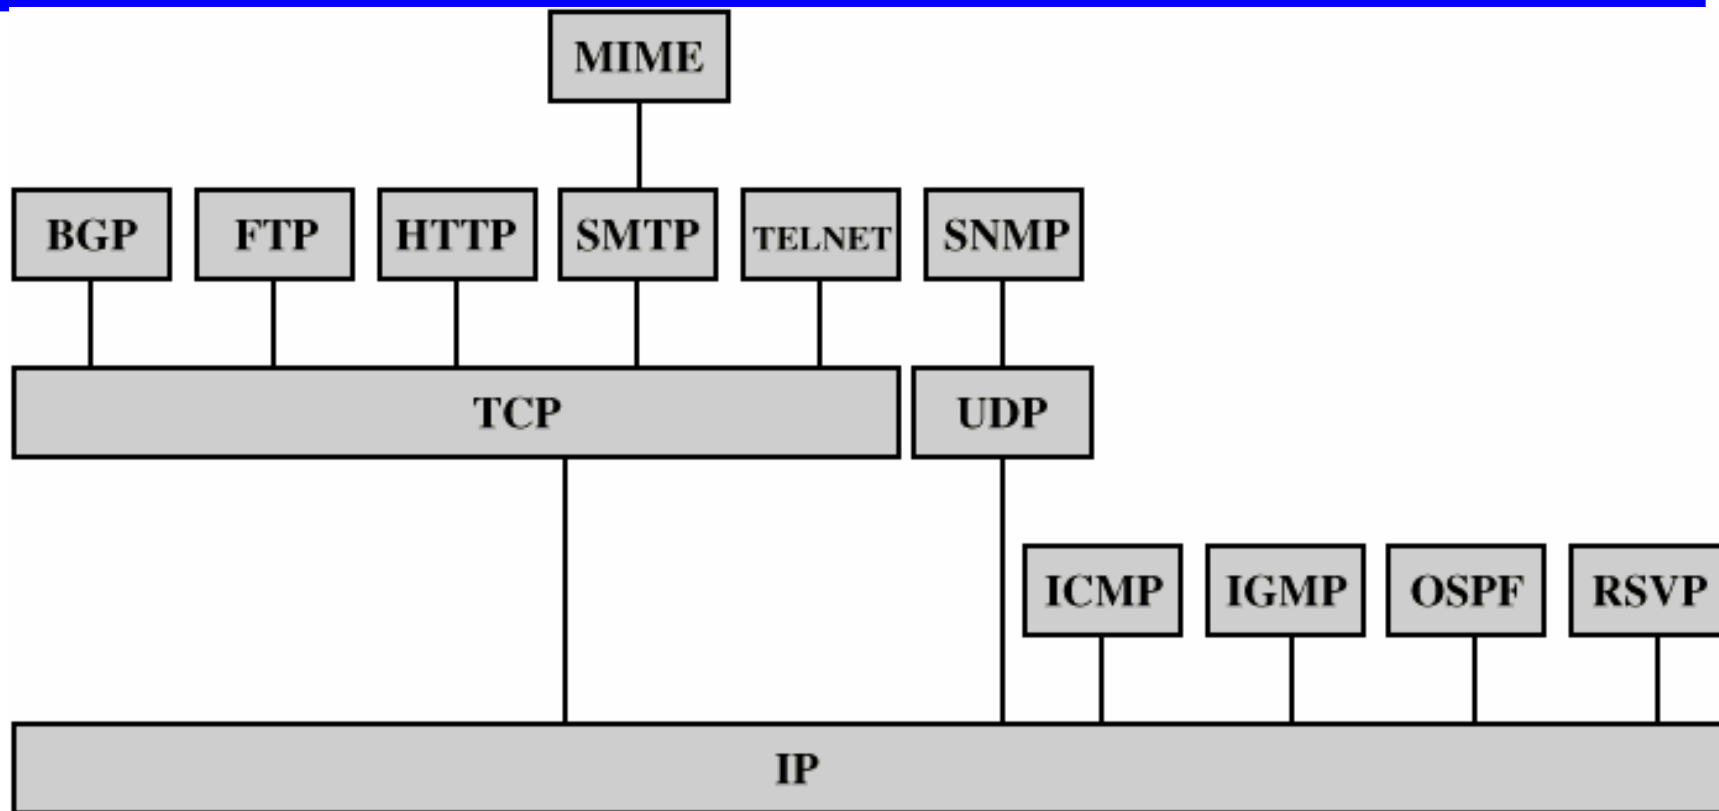 MIME
BGP FTP HTTP SMTP TELNET SNMP
TCP UDP
ICMP IGMP OSPF RSVP
IP